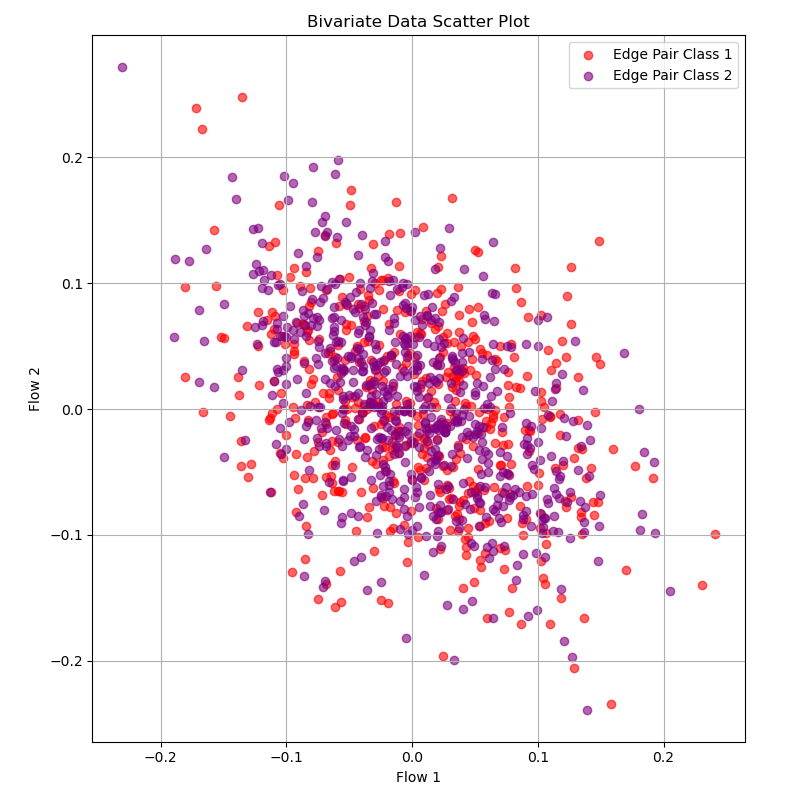 Bivariate Data Scatter Plot
Edge Pair Class 1
Edge Pair Class 2
Flow 2
0.2
0.1
0.0
−0.1
−0.2
−0.2
−0.1
0.0
0.1
0.2
Flow 1